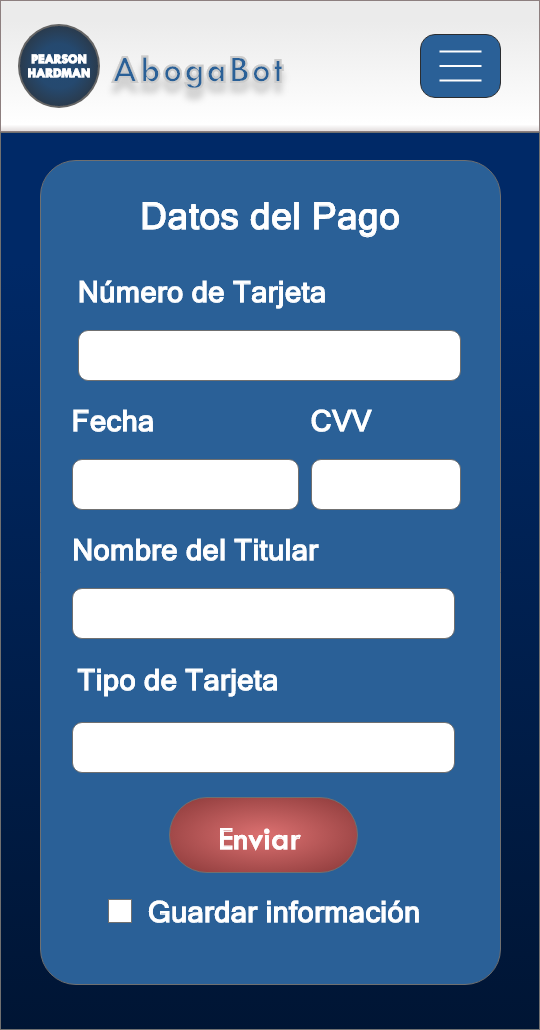 PEARSON
HARDMAN
AbogaBot
Datos del Pago
Número de Tarjeta
Fecha CVV
Nombre del Titular
Tipo de Tarjeta
Enviar
Guardar información